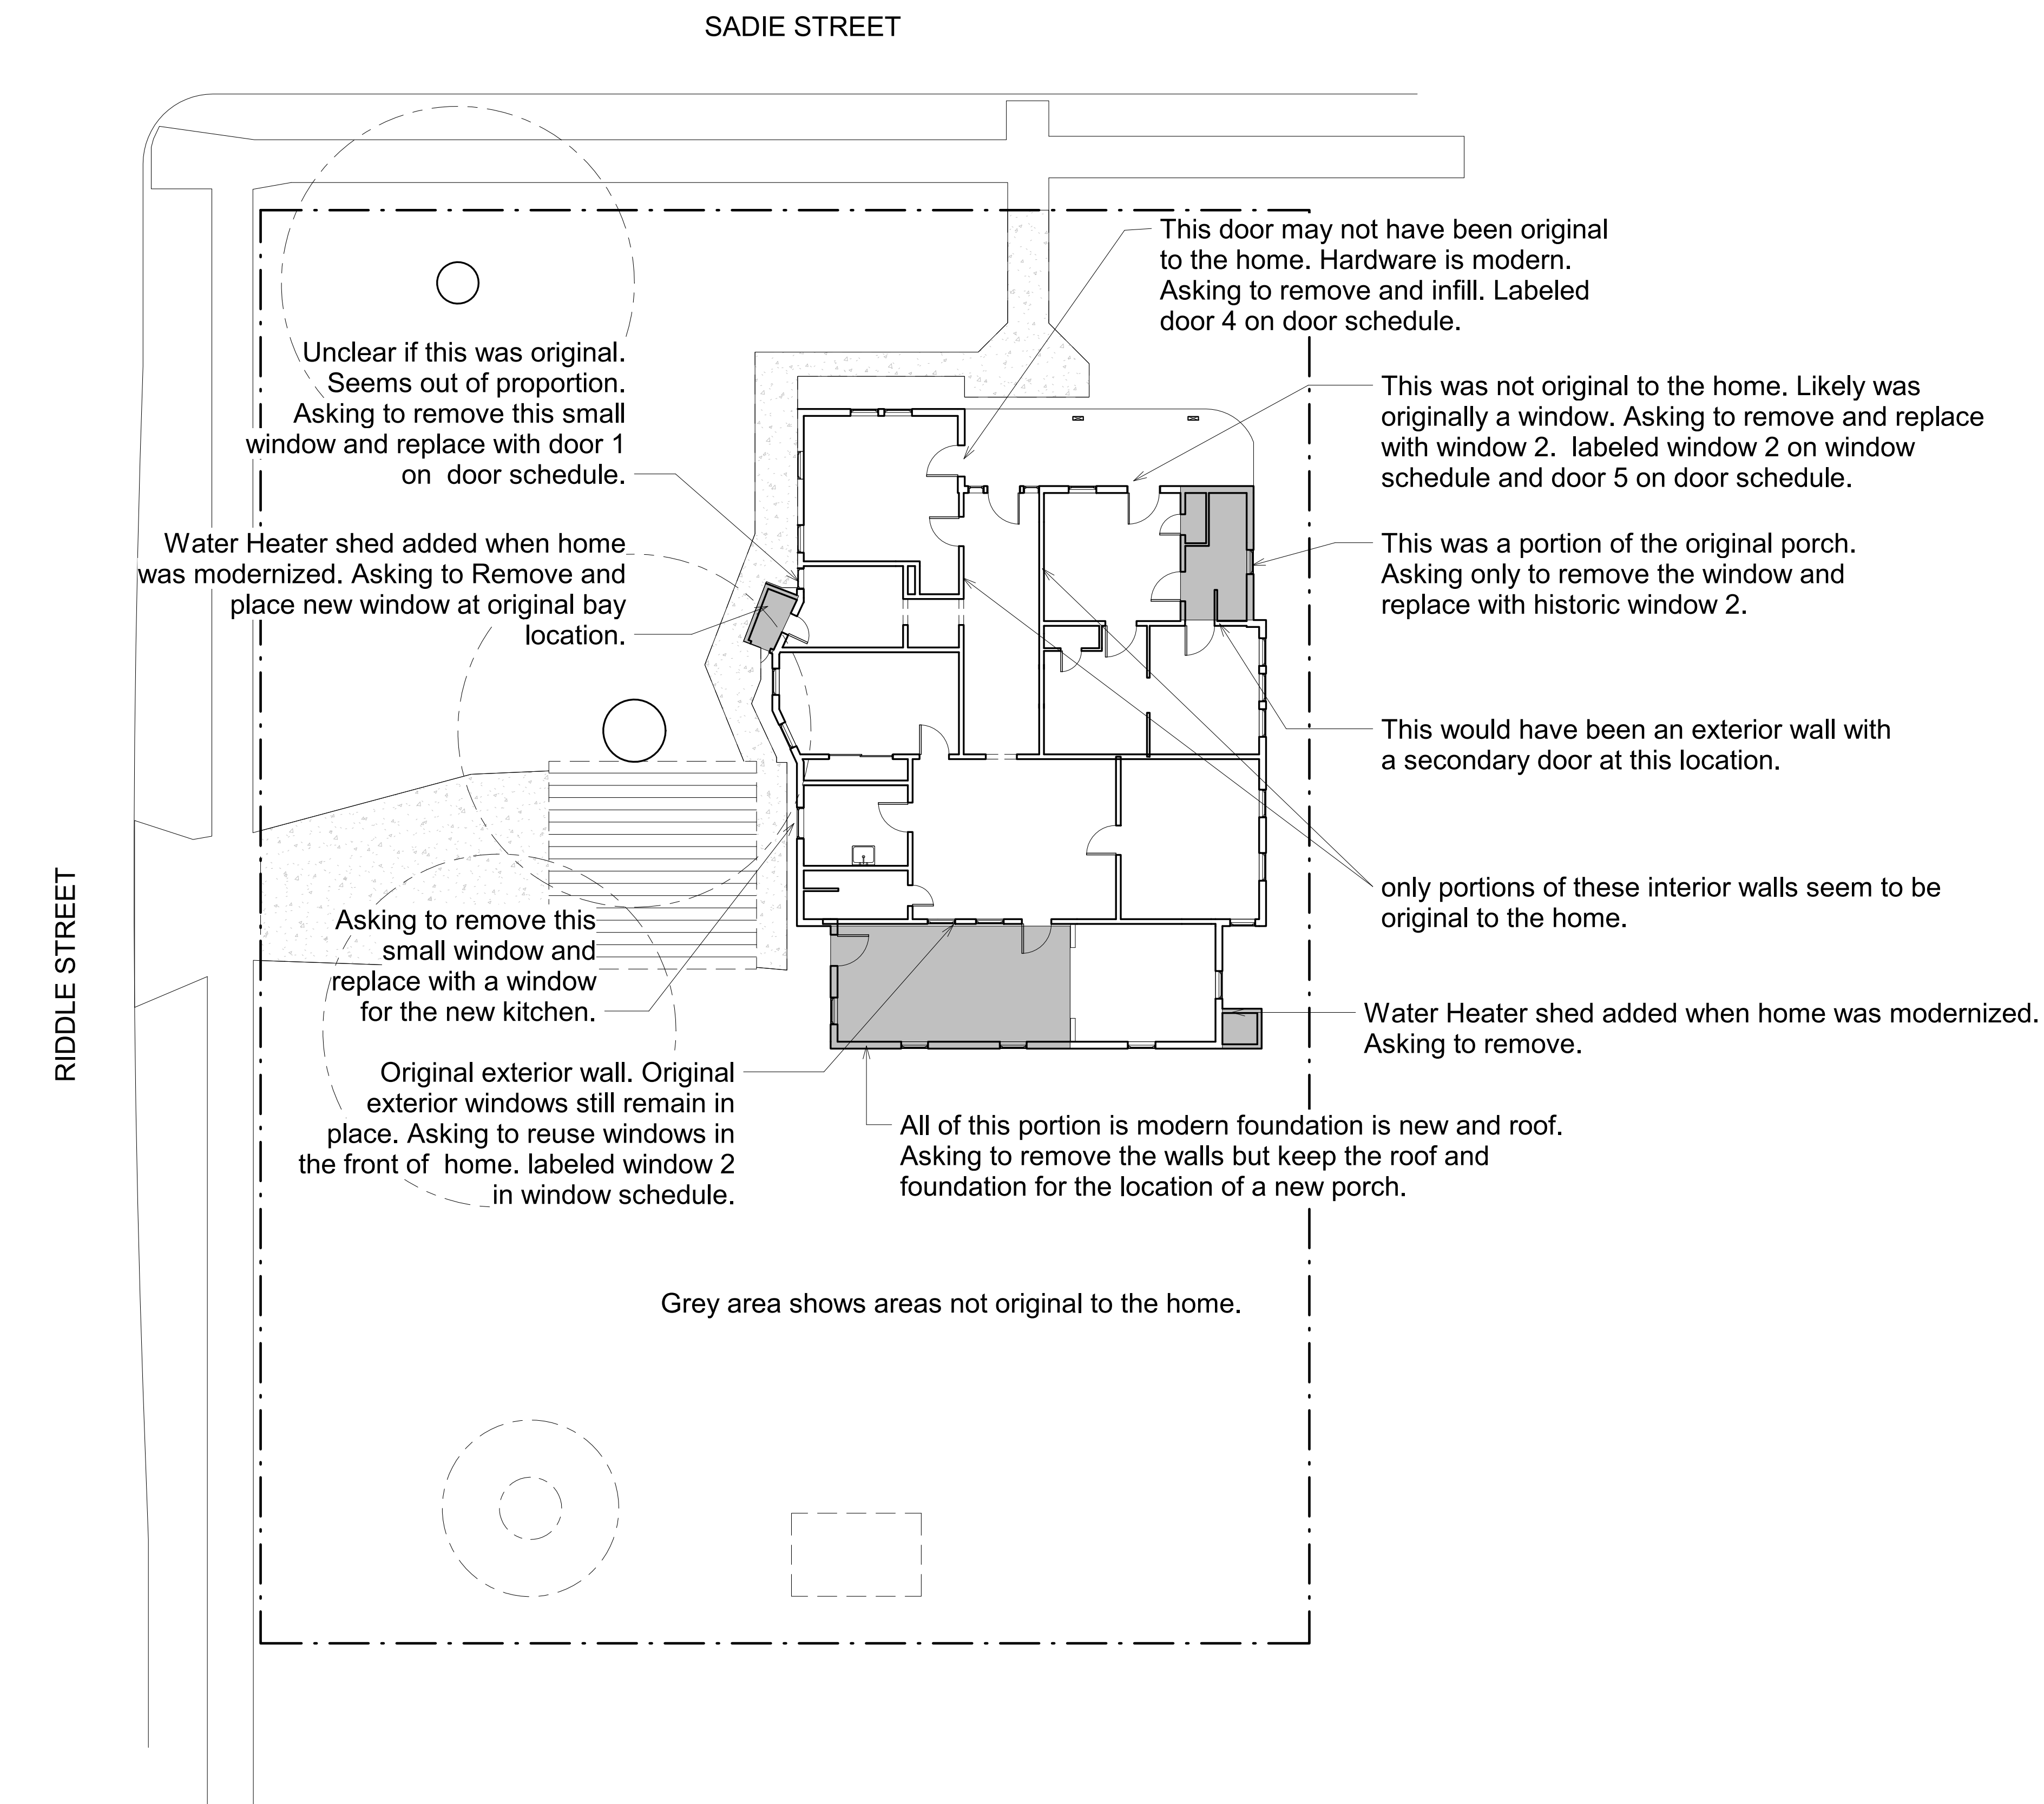 SADIE STREET
This door may not have been original
to the home. Hardware is modern.
Asking to remove and infill. Labeled
door 4 on door schedule.
Unclear if this was original.
Seems out of proportion.
Asking to remove this small
window and replace with door 1
on  door schedule.
This was not original to the home. Likely was
originally a window. Asking to remove and replace
with window 2.  labeled window 2 on window
schedule and door 5 on door schedule.
Water Heater shed added when home
was modernized. Asking to Remove and
place new window at original bay
location.
This was a portion of the original porch.
Asking only to remove the window and
replace with historic window 2.
This would have been an exterior wall with
a secondary door at this location.
only portions of these interior walls seem to be
original to the home.
RIDDLE STREET
Asking to remove this
small window and
replace with a window
for the new kitchen.
Water Heater shed added when home was modernized.
Asking to remove.
Original exterior wall. Original
exterior windows still remain in
place. Asking to reuse windows in
the front of  home. labeled window 2
in window schedule.
All of this portion is modern foundation is new and roof.
Asking to remove the walls but keep the roof and
foundation for the location of a new porch.
Grey area shows areas not original to the home.